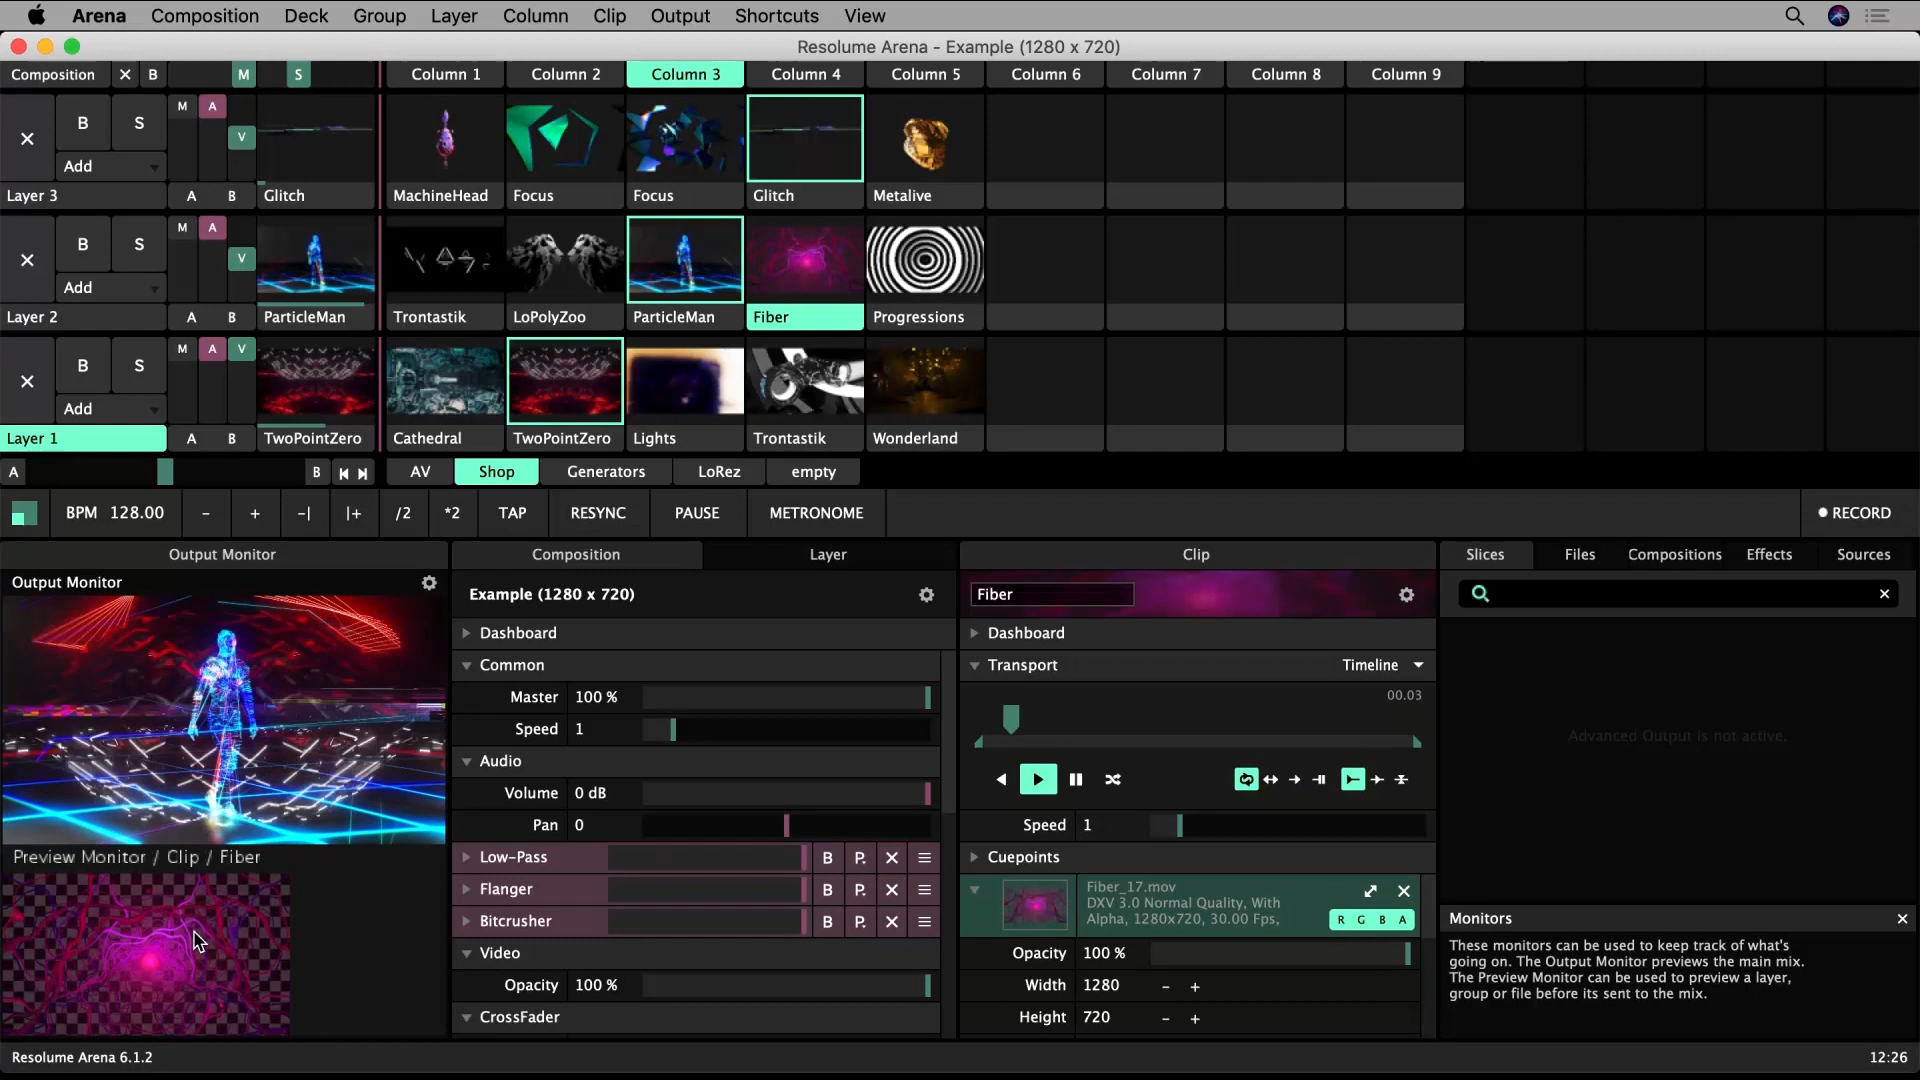 Arena Composition Deck Group Layer Column Clip Output Shortcuts View
Resolume Arena - Example (1280 x 720)
Composition B M S Column 1 Column 2 Column 3 Column 4 Column 5 Column 6 Column 7 Column 8 Column 9
M A
B S V
Add
Layer 3 A B Glitch MachineHead Focus Focus Glitch Metalive
M A
B S V
Add
Layer 2 A B ParticleMan Trontastik LoPolyZoo ParticleMan Fiber Progressions
M A V
B S
Add
Layer 1 A B TwoPointZero Cathedral TwoPointZero Lights Trontastik Wonderland
A B AV Shop Generators LoRez empty
BPM 128.00 - + -| |+ /2 *2 TAP RESYNC PAUSE METRONOME RECORD
Output Monitor
Output Monitor
Preview Monitor / Clip / Fiber
Composition Layer
Example (1280 x 720)
Dashboard
Common
Master 100 %
Speed 1
Audio
Volume 0 dB
Pan 0
Low-Pass B P.
Flanger B P.
Bitcrusher B P.
Video
Opacity 100 %
CrossFader
Clip
Fiber
Dashboard
Transport Timeline
00.03
Speed 1
Cuepoints
Fiber_17.mov
DXV 3.0 Normal Quality, With
Alpha, 1280x720, 30.00 Fps,
R G B A
Opacity 100 %
Width 1280 - +
Height 720 - +
Slices Files Compositions Effects Sources
Advanced Output is not active.
Monitors
These monitors can be used to keep track of what's
going on. The Output Monitor previews the main mix.
The Preview Monitor can be used to preview a layer,
group or file before its sent to the mix.
Resolume Arena 6.1.2 12:26